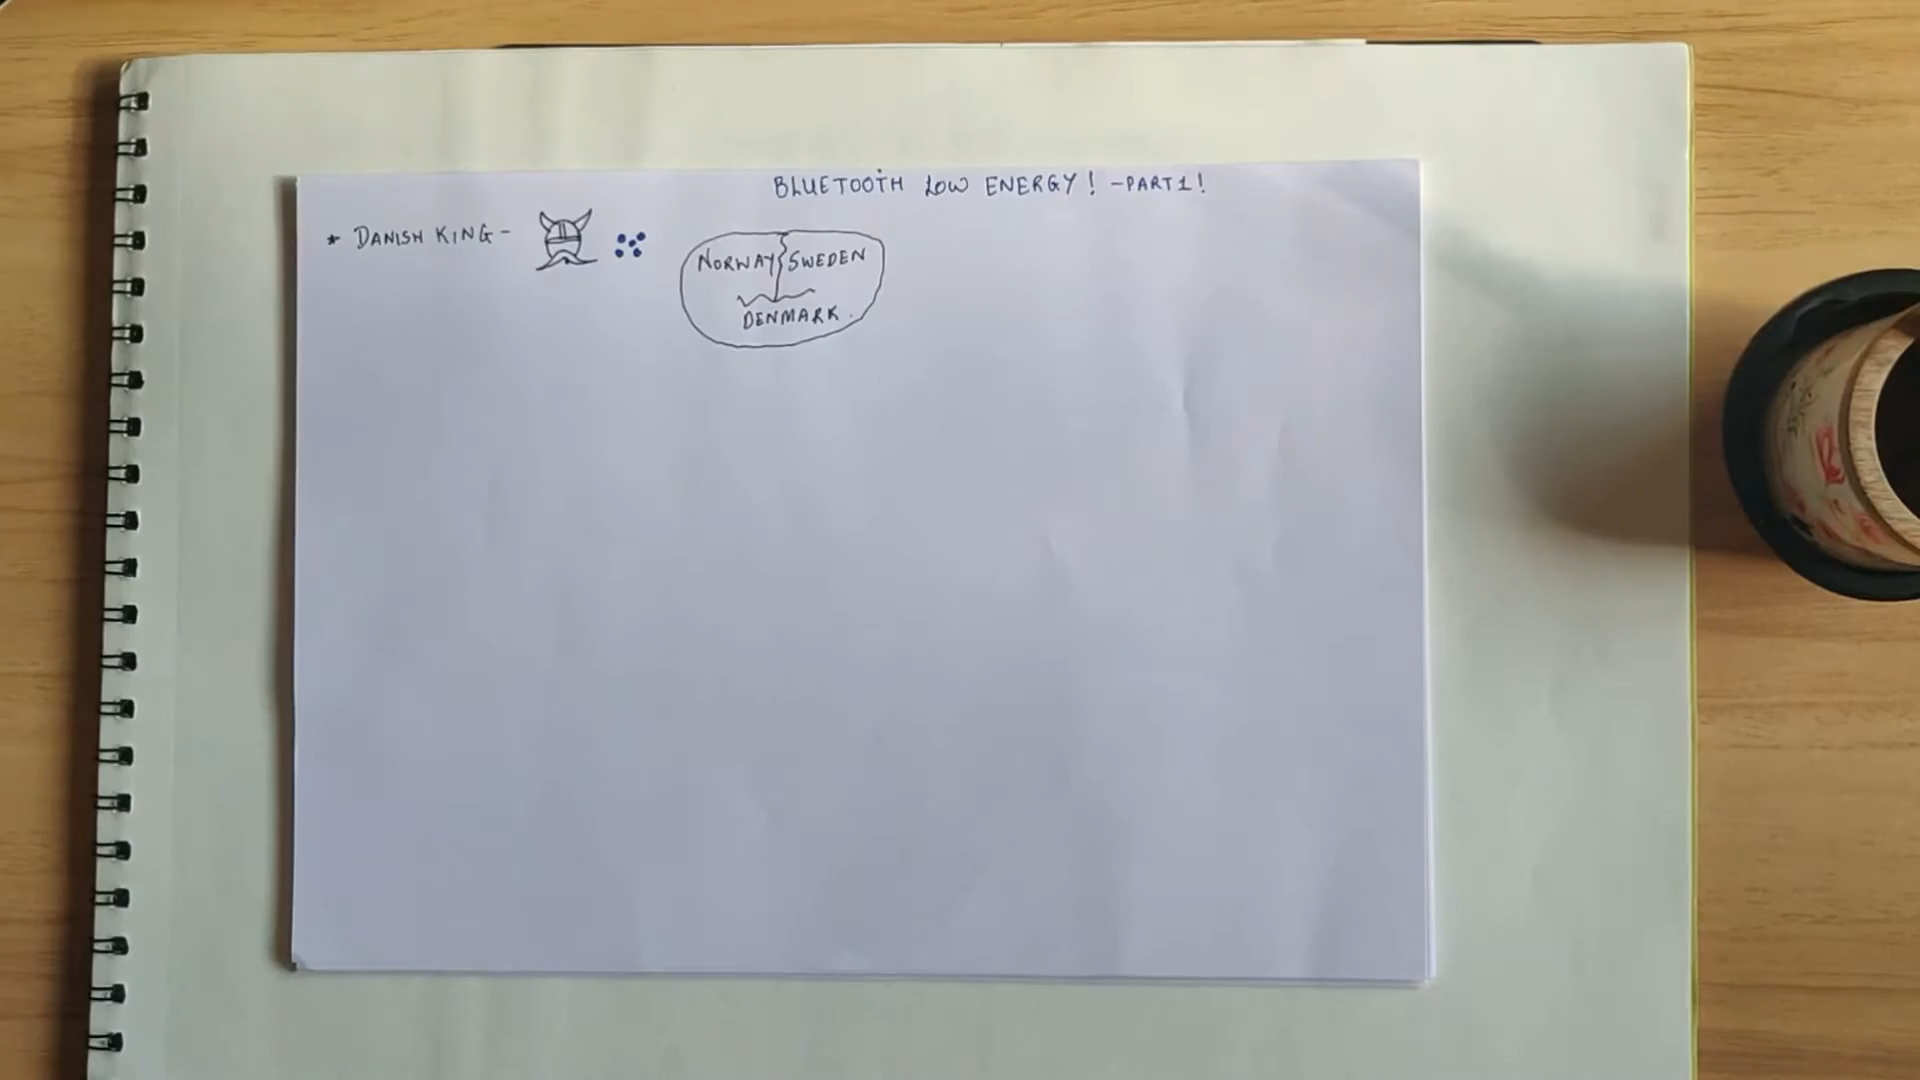 BLUETOOTH LOW ENERGY! -PART1!
* DANISH KING -
NORWAY SWEDEN
DENMARK.